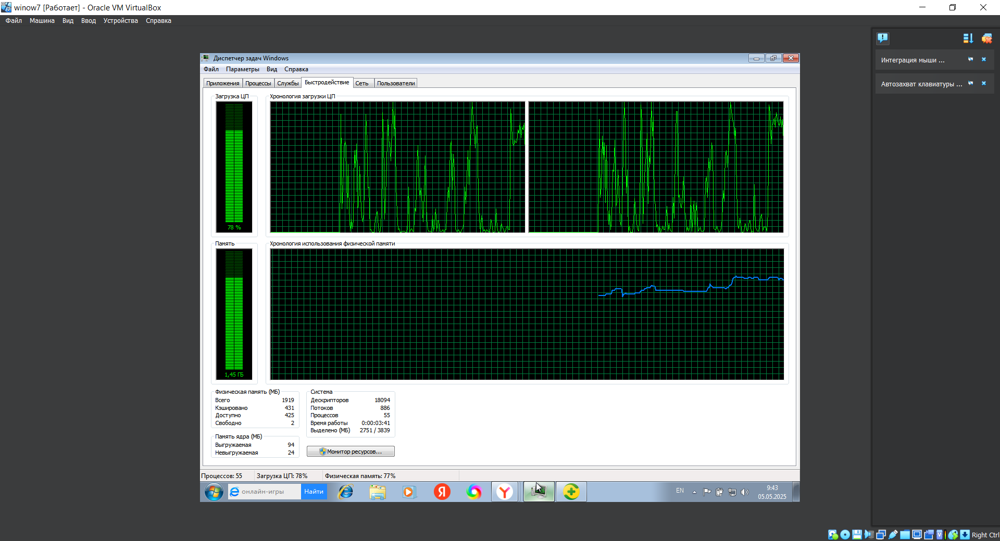 winow7 [Работает] - Oracle VM VirtualBox
Файл Машина Вид Ввод Устройства Справка
Интеграция мыши ...
Автозахват клавиатуры ...
Диспетчер задач Windows
Файл Параметры Вид Справка
Приложения Процессы Службы Быстродействие Сеть Пользователи
Загрузка ЦП
Хронология загрузки ЦП
78 %
Память
Хронология использования физической памяти
1,45 ГБ
Физическая память (МБ)
Всего 1919
Кэшировано 431
Доступно 425
Свободно 2
Память ядра (МБ)
Выгружаемая 94
Невыгружаемая 24
Система
Дескрипторов 18094
Потоков 886
Процессов 55
Время работы 0:00:03:41
Выделено (МБ) 2751 / 3839
Монитор ресурсов...
Процессов: 55 Загрузка ЦП: 78% Физическая память: 77%
онлайн-игры Найти
Я
EN
9:43
05.05.2025
Right Ctrl